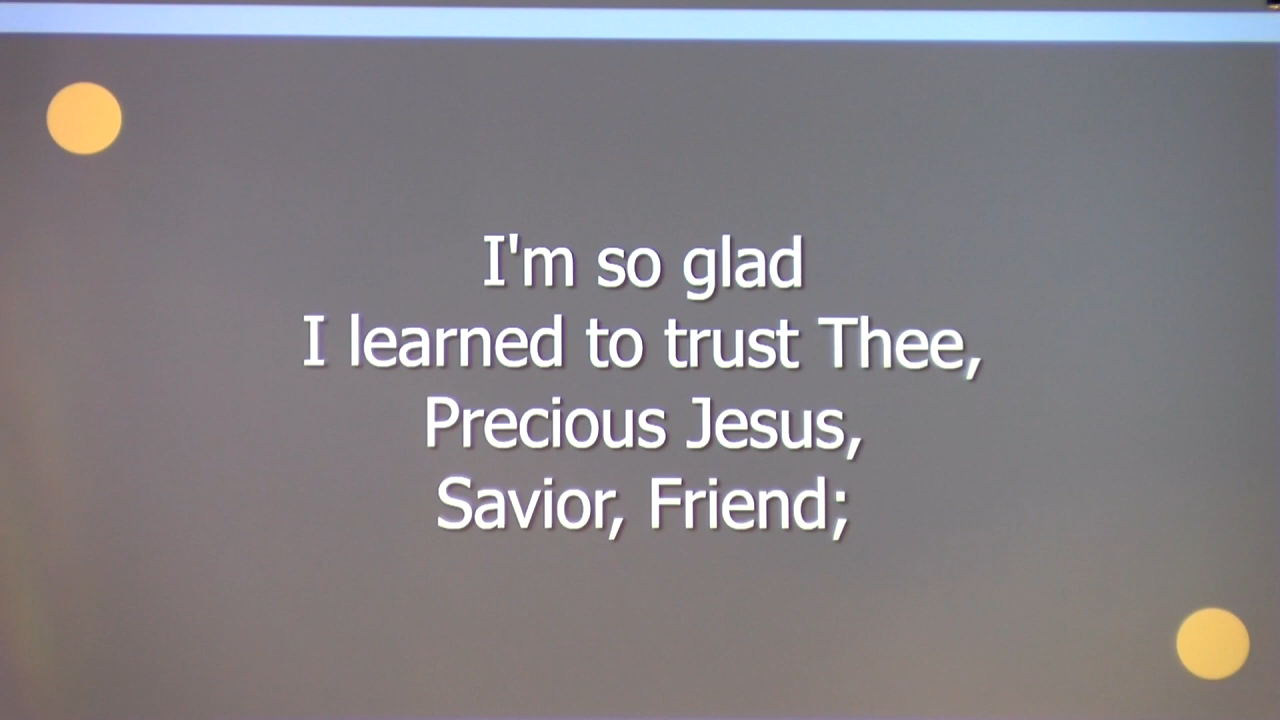 I'm so glad
I learned to trust Thee,
Precious Jesus,
Savior, Friend;